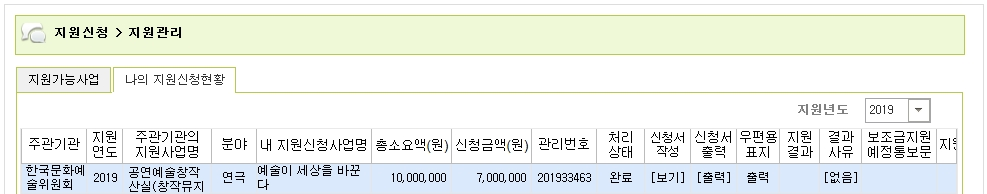 지원신청 > 지원관리
지원가능사업 나의 지원신청현황
지원년도 2019
주관기관 지원년도 주관기관의 지원사업명 분야 내 지원신청사업명 총소요액(원) 신청금액(원) 관리번호 처리상태 신청서작성 신청서출력 우편용표지 지원결과 결과사유 보조금지원예정통보문
한국문화예술위원회 2019 공연예술창작산실(창작뮤지 연극 예술이 세상을 바꾼다 10,000,000 7,000,000 201933463 완료 [보기] [출력] 출력 [없음]